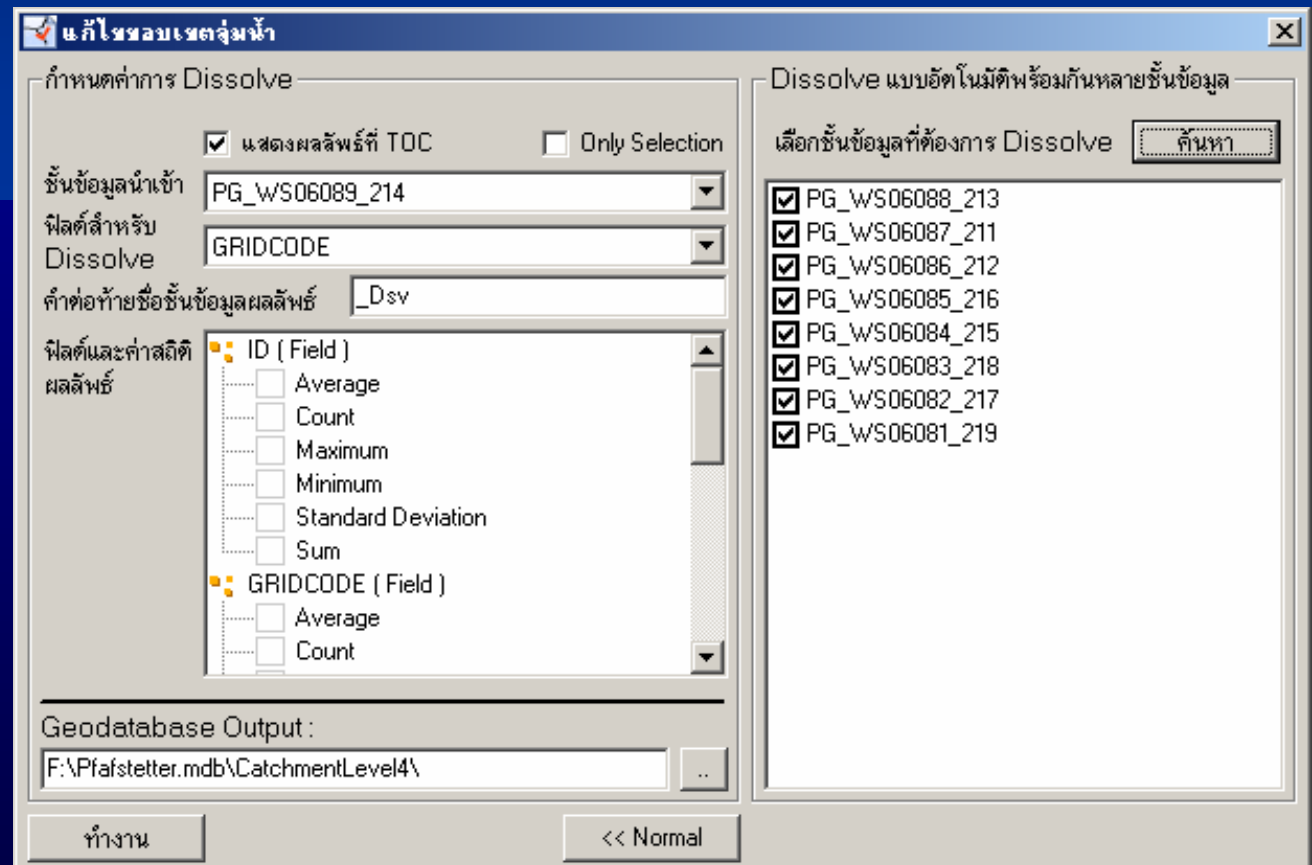 แก้ไขขอบเขตลุ่มน้ำ
กำหนดค่าการ Dissolve
แสดงผลลัพธ์ที่ TOC
Only Selection
ชั้นข้อมูลนำเข้า
PG_WS06089_214
ฟิลด์สำหรับ
Dissolve
GRIDCODE
คำต่อท้ายชื่อชั้นข้อมูลผลลัพธ์
_Dsv
ฟิลด์และค่าสถิติ
ผลลัพธ์
ID ( Field )
Average
Count
Maximum
Minimum
Standard Deviation
Sum
GRIDCODE ( Field )
Average
Count
Geodatabase Output :
F:\Pfafstetter.mdb\CatchmentLevel4\
..
ทำงาน
<< Normal
Dissolve แบบอัตโนมัติพร้อมกันหลายชั้นข้อมูล
เลือกชั้นข้อมูลที่ต้องการ Dissolve
ค้นหา
PG_WS06088_213
PG_WS06087_211
PG_WS06086_212
PG_WS06085_216
PG_WS06084_215
PG_WS06083_218
PG_WS06082_217
PG_WS06081_219